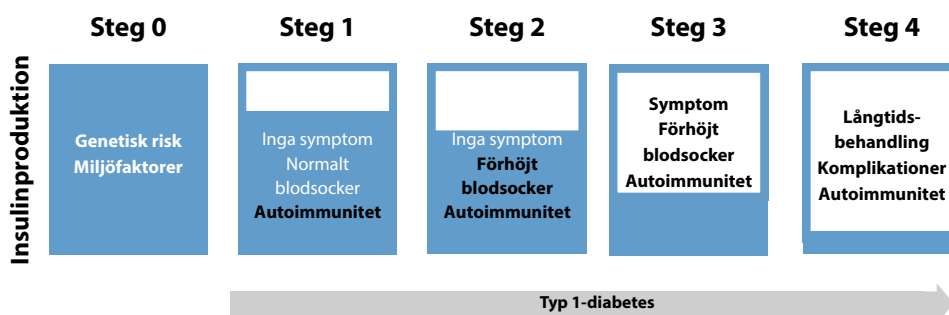 Steg 0
Steg 1
Steg 2
Steg 3
Steg 4
Insulinproduktion
Genetisk risk
Miljöfaktorer
Inga symptom
Normalt
blodsocker
Autoimmunitet
Inga symptom
Förhöjt
blodsocker
Autoimmunitet
Symptom
Förhöjt
blodsocker
Autoimmunitet
Långtids-
behandling
Komplikationer
Autoimmunitet
Typ 1-diabetes